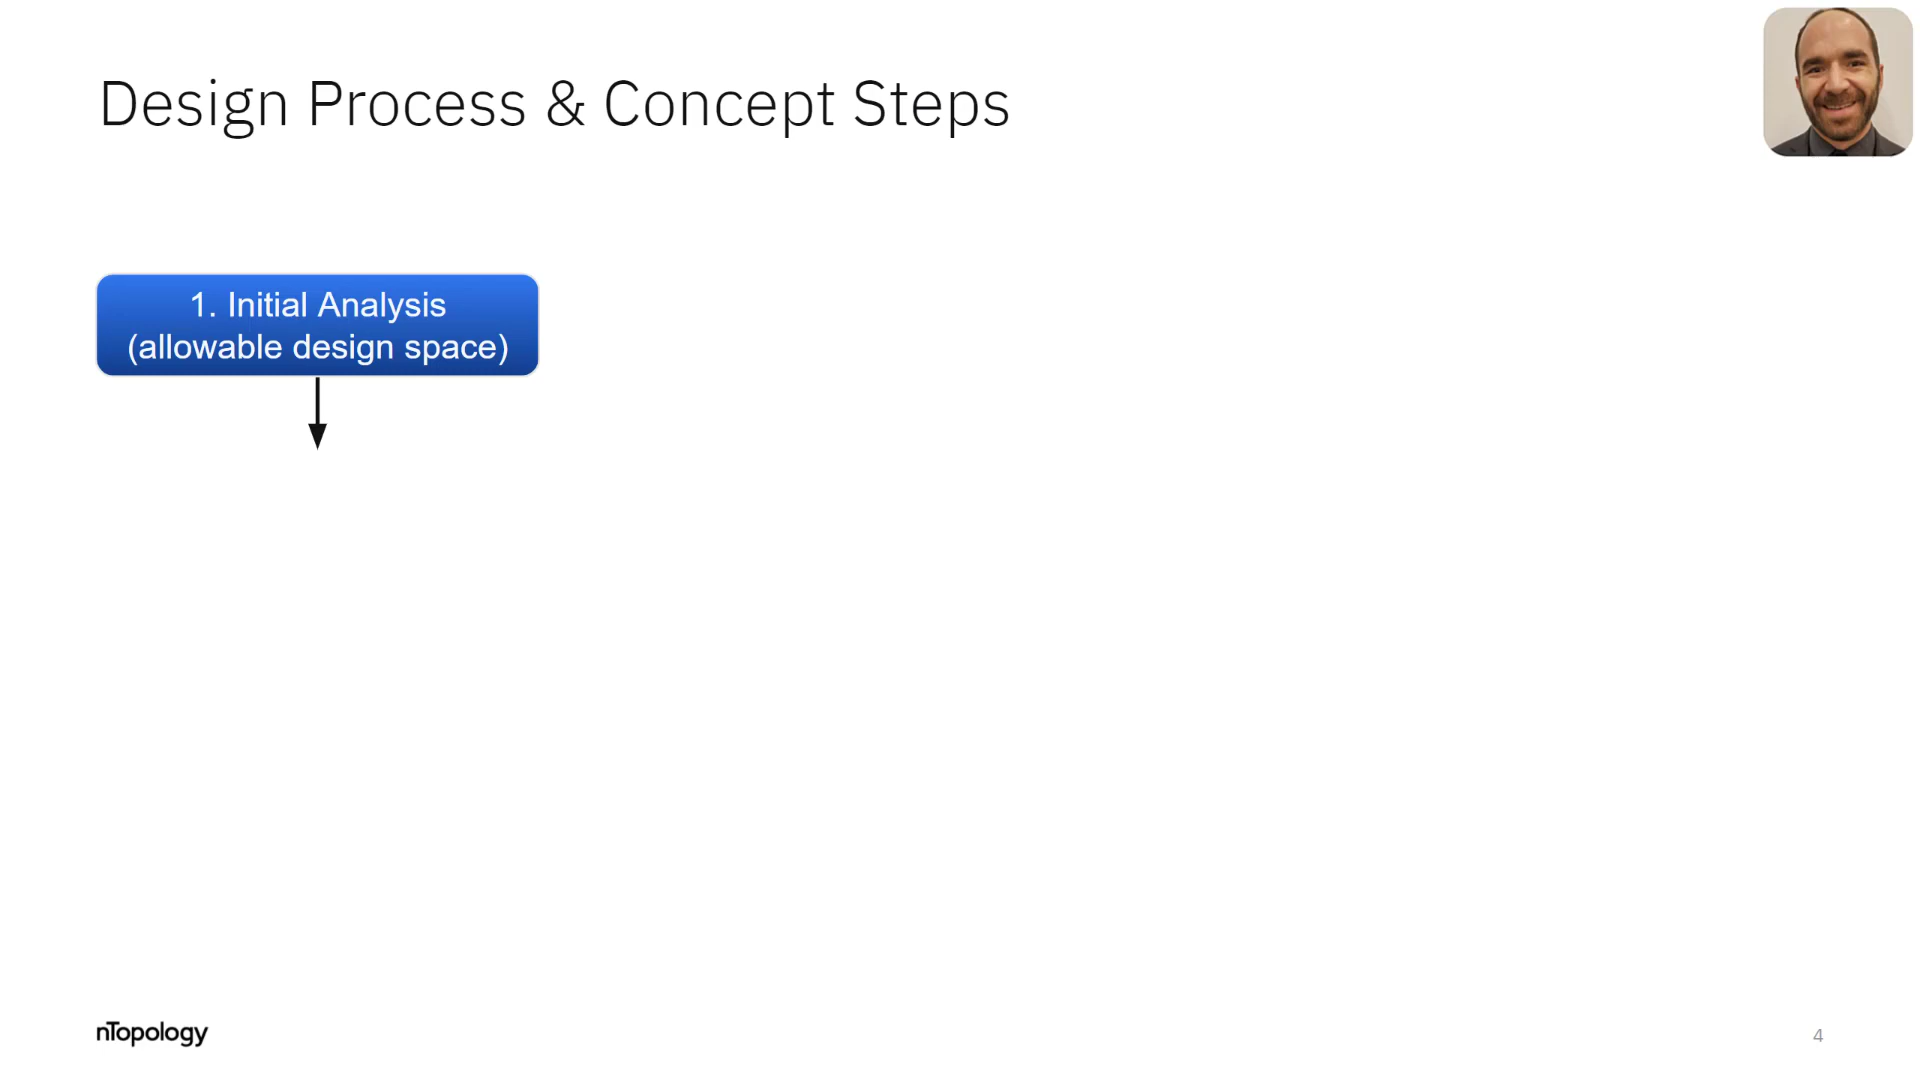 Design Process & Concept Steps
1. Initial Analysis
(allowable design space)
nTopology
4